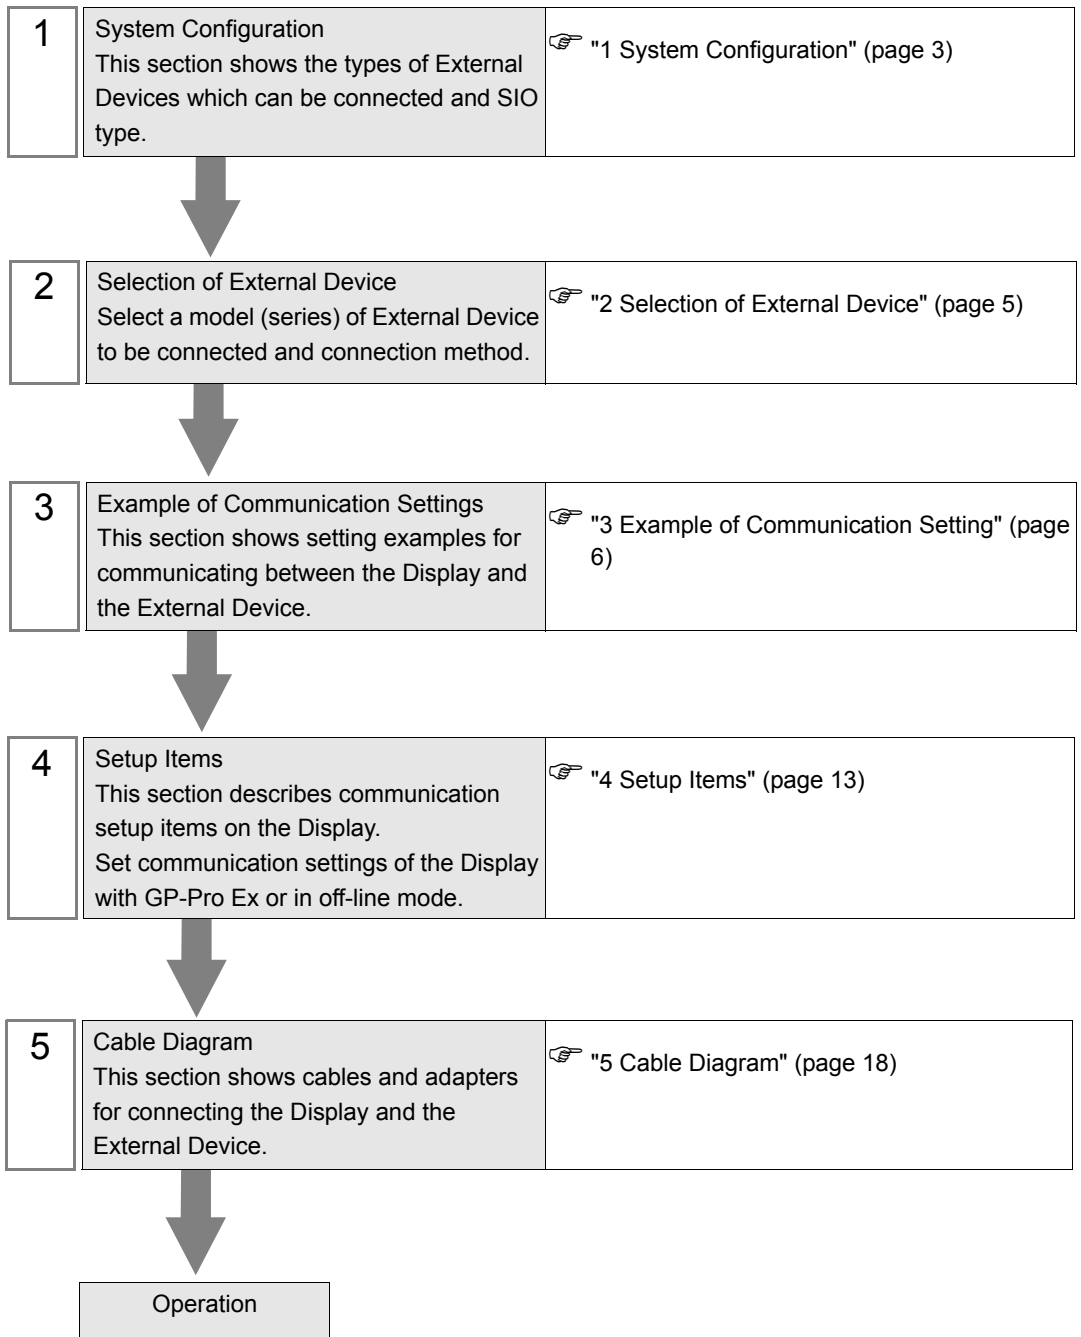 1
System Configuration
This section shows the types of External
Devices which can be connected and SIO
type.
"1 System Configuration" (page 3)
2
Selection of External Device
Select a model (series) of External Device
to be connected and connection method.
"2 Selection of External Device" (page 5)
3
Example of Communication Settings
This section shows setting examples for
communicating between the Display and
the External Device.
"3 Example of Communication Setting" (page
6)
4
Setup Items
This section describes communication
setup items on the Display.
Set communication settings of the Display
with GP-Pro Ex or in off-line mode.
"4 Setup Items" (page 13)
5
Cable Diagram
This section shows cables and adapters
for connecting the Display and the
External Device.
"5 Cable Diagram" (page 18)
Operation